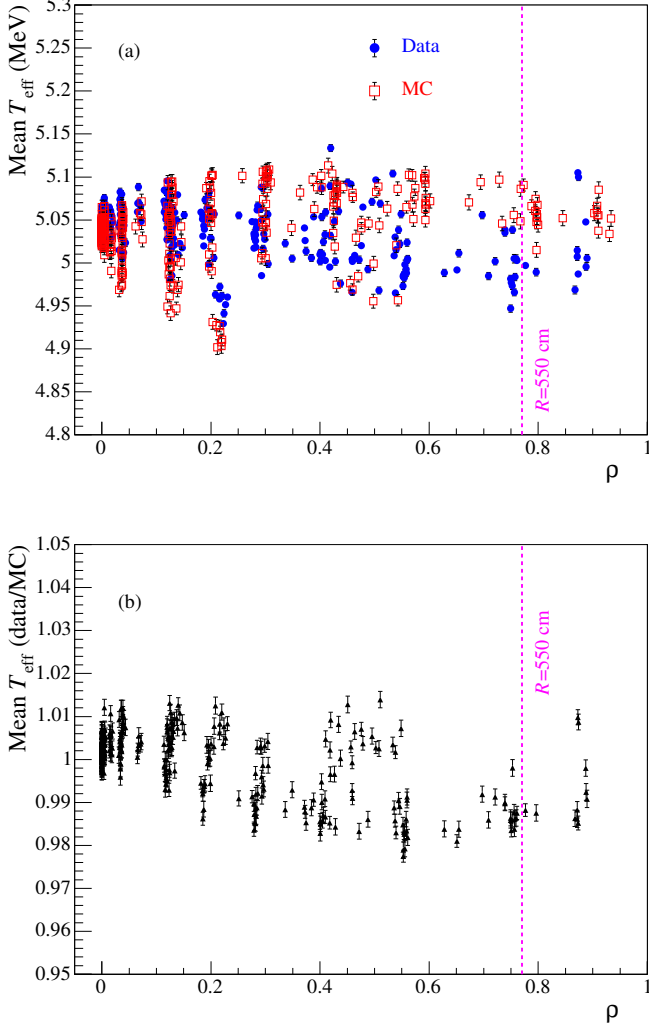 Mean T_eff (MeV)
5.3
5.25
5.2
5.15
5.1
5.05
5
4.95
4.9
4.85
4.8
(a)
Data
MC
R=550 cm
0 0.2 0.4 0.6 0.8 1
ρ
Mean T_eff (data/MC)
1.05
1.04
1.03
1.02
1.01
1
0.99
0.98
0.97
0.96
0.95
(b)
R=550 cm
0 0.2 0.4 0.6 0.8 1
ρ